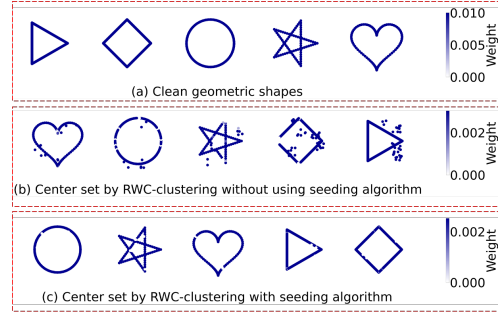 0.010
0.005
0.000
Weight
(a) Clean geometric shapes
0.002
0.000
Weight
(b) Center set by RWC-clustering without using seeding algorithm
0.002
0.000
Weight
(c) Center set by RWC-clustering with seeding algorithm